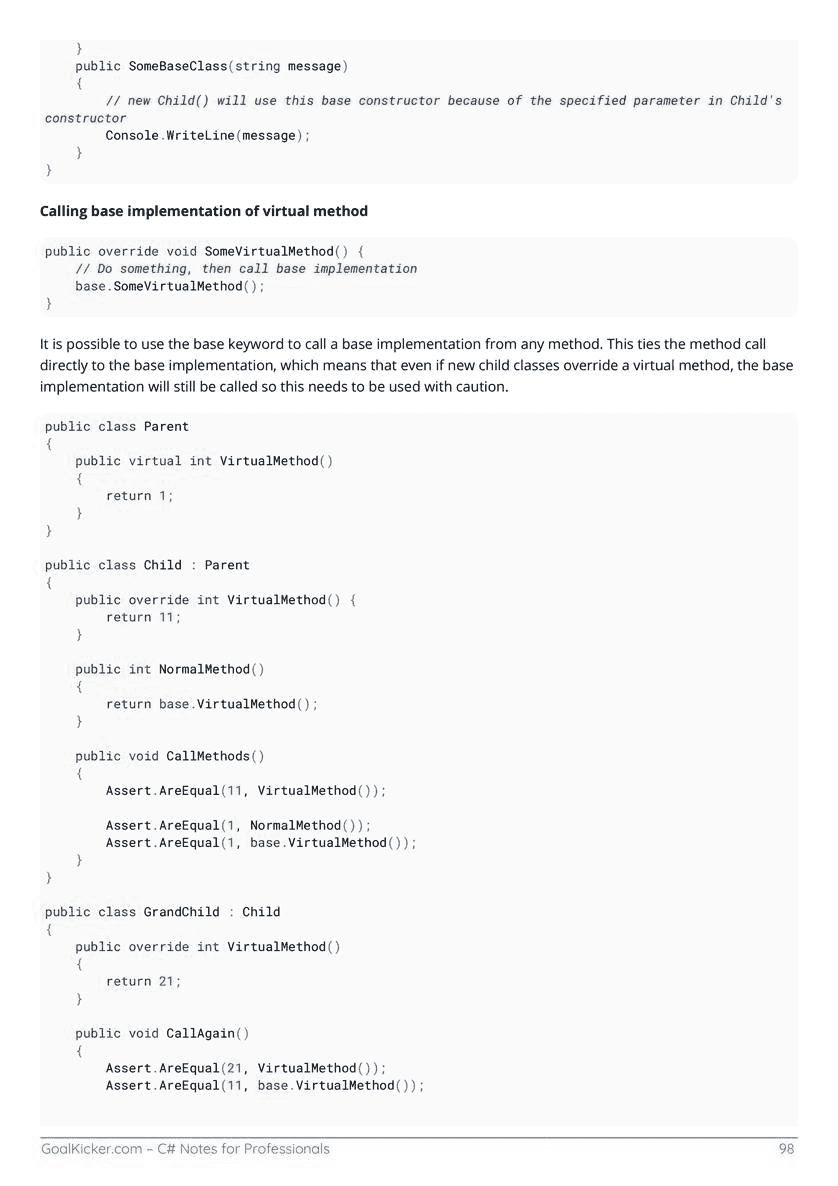 }
    public SomeBaseClass(string message)
    {
        // new Child() will use this base constructor because of the specified parameter in Child's
constructor
        Console.WriteLine(message);
    }
}
Calling base implementation of virtual method
public override void SomeVirtualMethod() {
    // Do something, then call base implementation
    base.SomeVirtualMethod();
}
It is possible to use the base keyword to call a base implementation from any method. This ties the method call
directly to the base implementation, which means that even if new child classes override a virtual method, the base
implementation will still be called so this needs to be used with caution.
public class Parent
{
    public virtual int VirtualMethod()
    {
        return 1;
    }
}
public class Child : Parent
{
    public override int VirtualMethod() {
        return 11;
    }
    public int NormalMethod()
    {
        return base.VirtualMethod();
    }
    public void CallMethods()
    {
        Assert.AreEqual(11, VirtualMethod());
        Assert.AreEqual(1, NormalMethod());
        Assert.AreEqual(1, base.VirtualMethod());
    }
}
public class GrandChild : Child
{
    public override int VirtualMethod()
    {
        return 21;
    }
    public void CallAgain()
    {
        Assert.AreEqual(21, VirtualMethod());
        Assert.AreEqual(11, base.VirtualMethod());
GoalKicker.com – C# Notes for Professionals 98